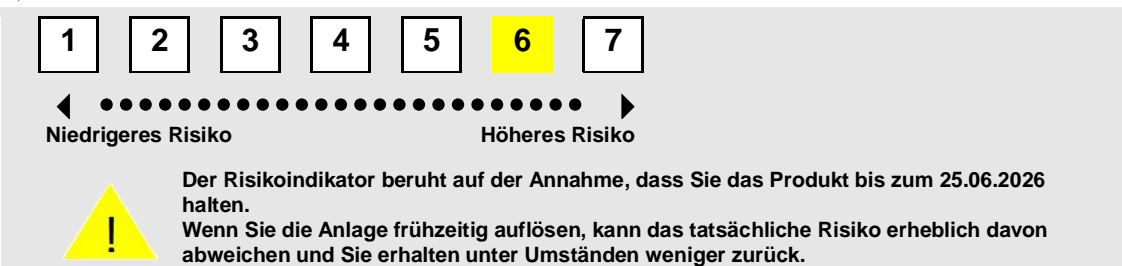 1 2 3 4 5 6 7
Niedrigeres Risiko Höheres Risiko
Der Risikoindikator beruht auf der Annahme, dass Sie das Produkt bis zum 25.06.2026
halten.
Wenn Sie die Anlage frühzeitig auflösen, kann das tatsächliche Risiko erheblich davon
abweichen und Sie erhalten unter Umständen weniger zurück.
!